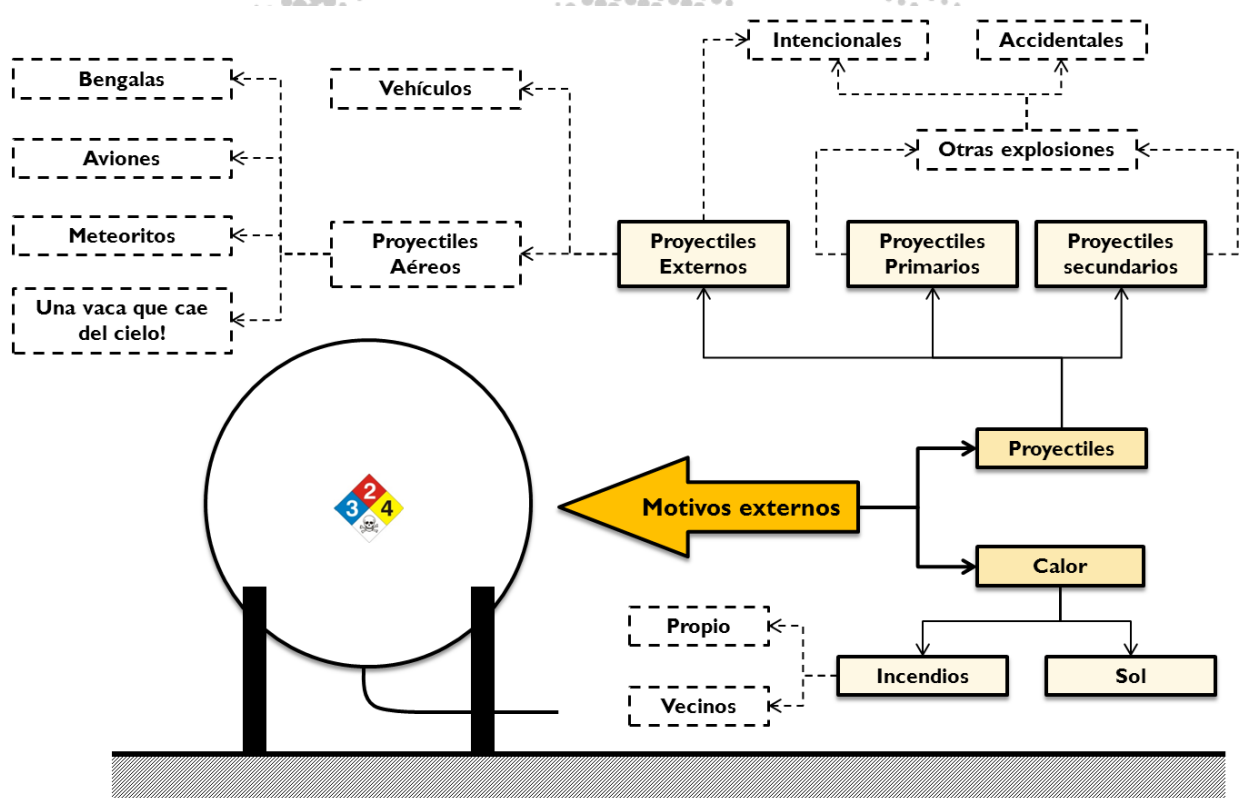 Intencionales
Accidentales
Bengalas
Vehículos
Otras explosiones
Aviones
Meteoritos
Proyectiles
Aéreos
Proyectiles
Externos
Proyectiles
Primarios
Proyectiles
secundarios
Una vaca que cae
del cielo!
Proyectiles
2
3
4
Motivos externos
Calor
Propio
Incendios
Sol
Vecinos